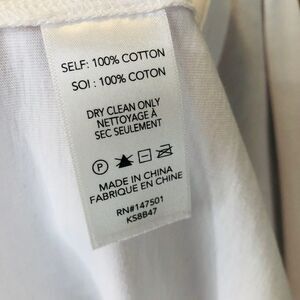 SELF: 100% COTTON
SOI : 100% COTON
DRY CLEAN ONLY
NETTOYAGE À
SEC SEULEMENT
P
MADE IN CHINA
FABRIQUE EN CHINE
RN#147501
KS8B47